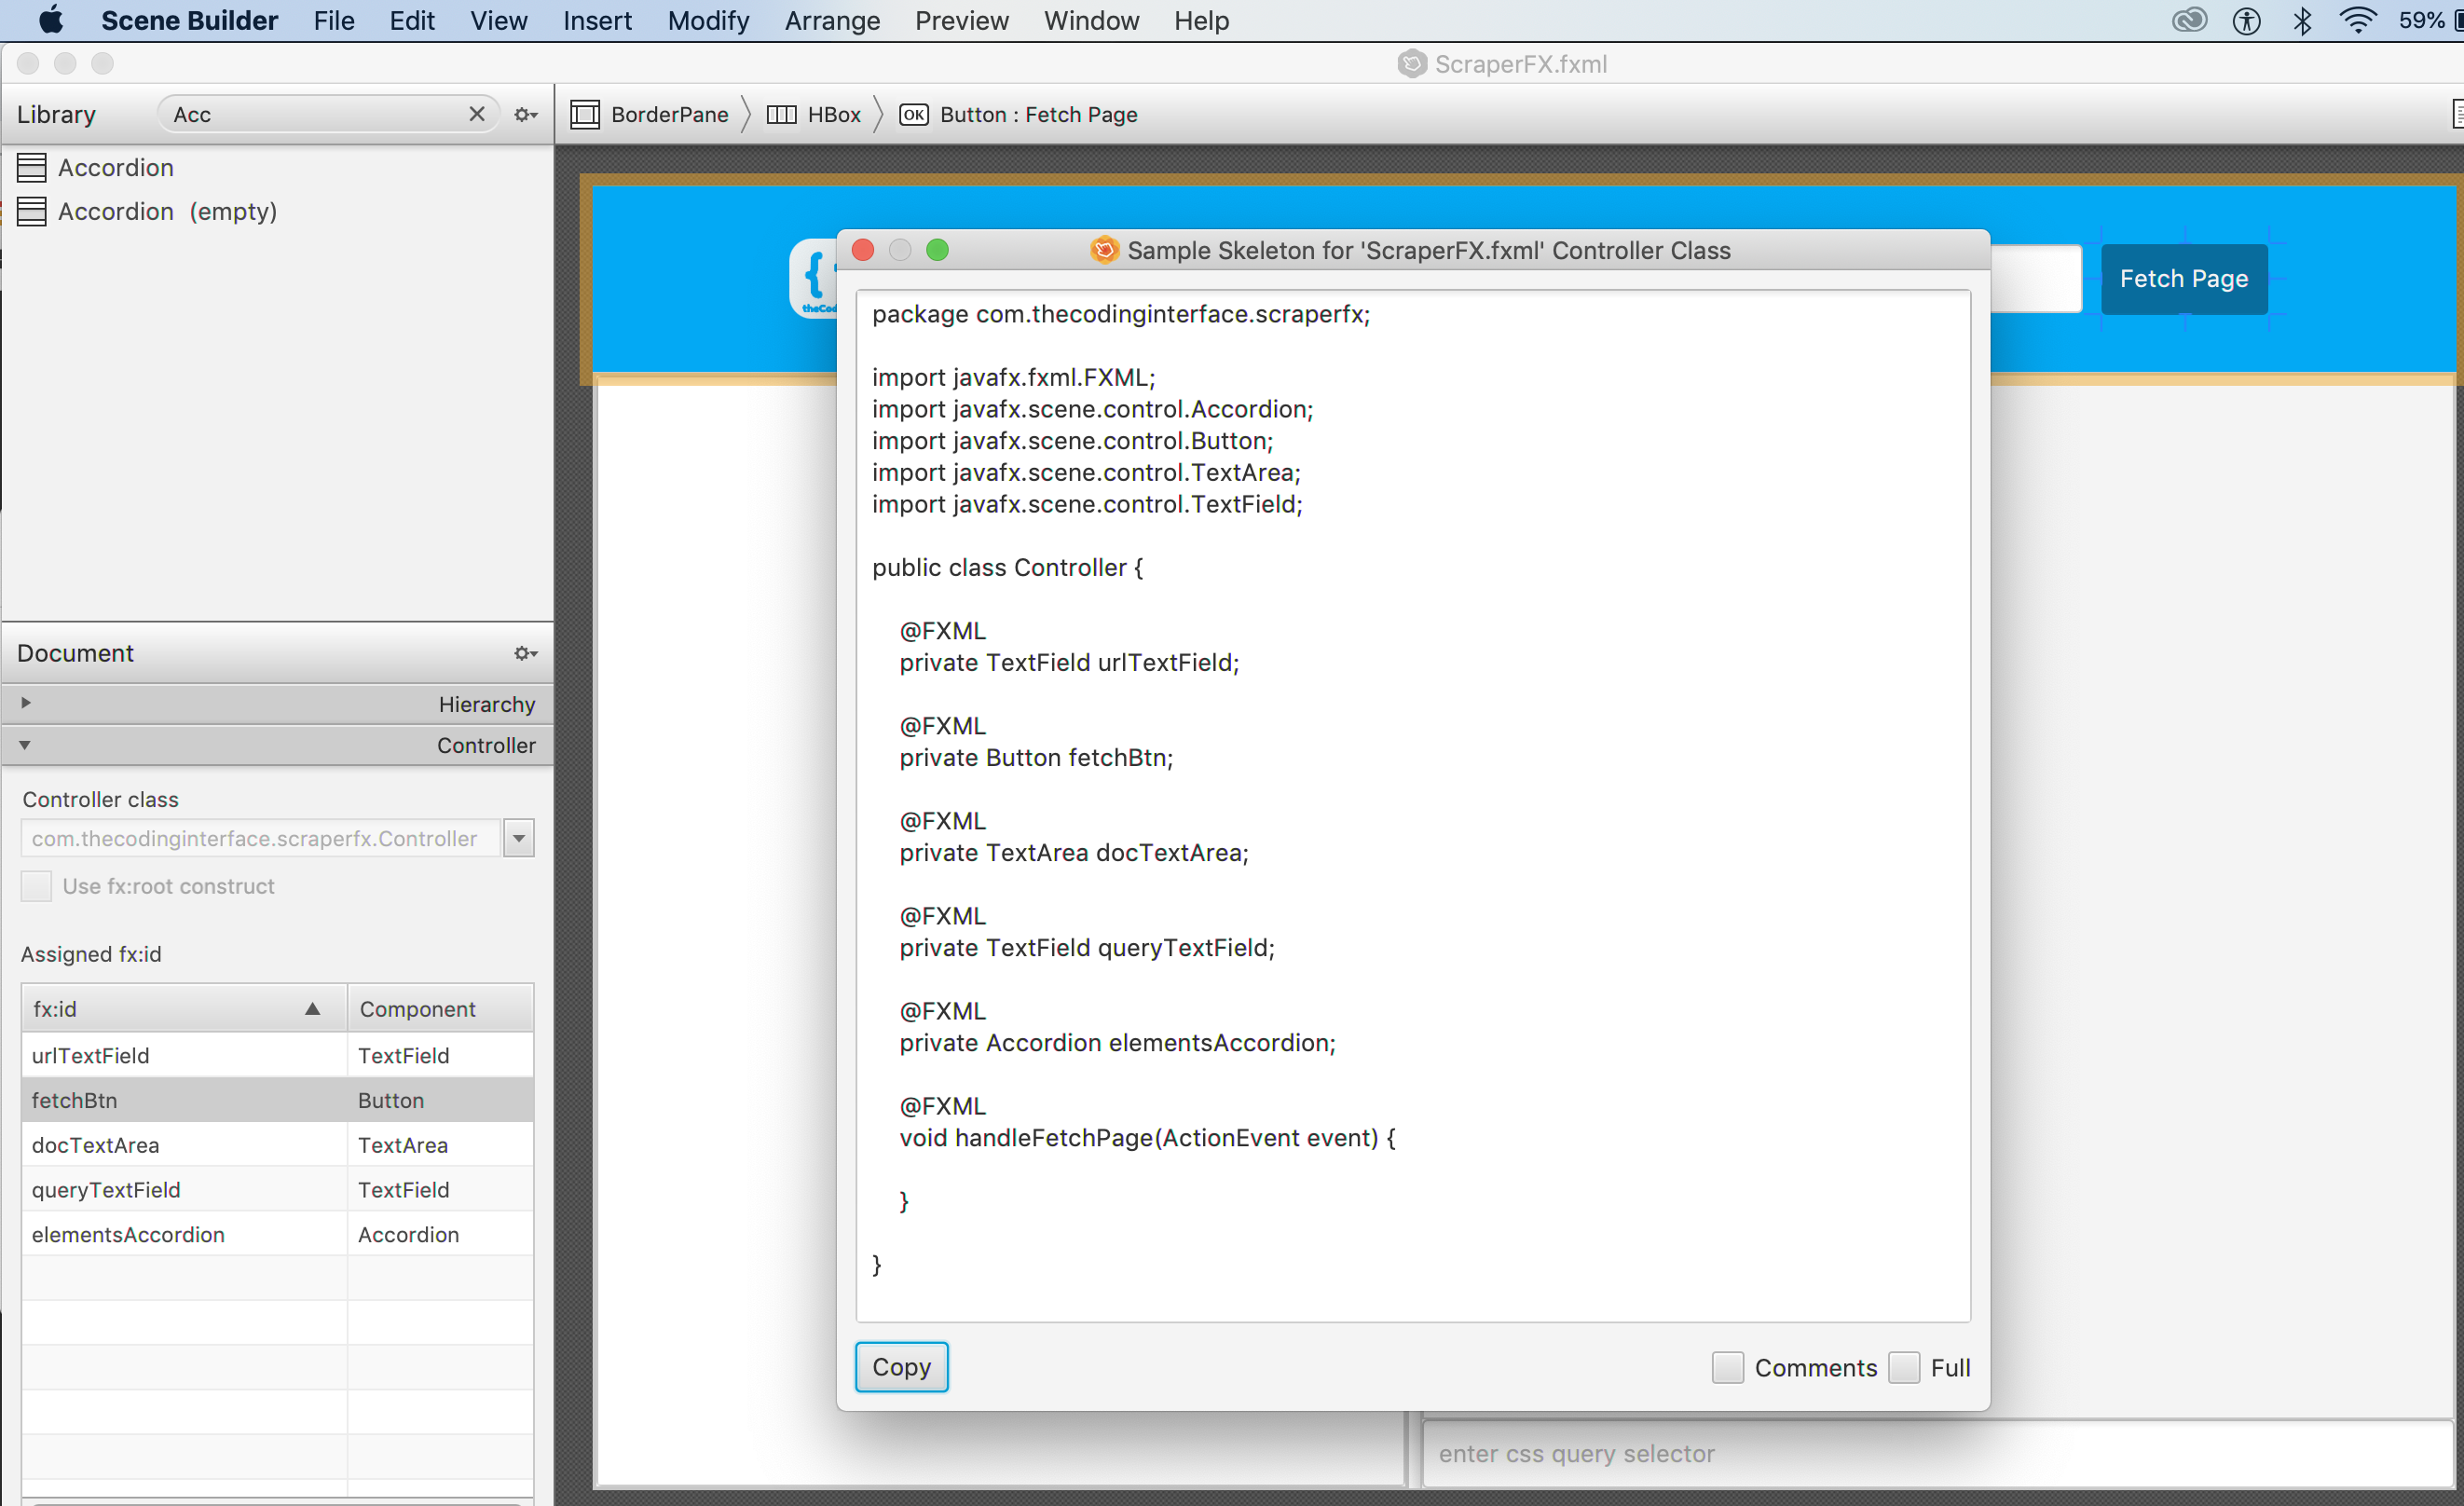 Scene Builder File Edit View Insert Modify Arrange Preview Window Help 59%
ScraperFX.fxml
Library Acc
BorderPane HBox OK Button : Fetch Page
Accordion
Accordion (empty)
Document
Hierarchy
Controller
Controller class
com.thecodinginterface.scraperfx.Controller
Use fx:root construct
Assigned fx:id
fx:id Component
urlTextField TextField
fetchBtn Button
docTextArea TextArea
queryTextField TextField
elementsAccordion Accordion
{
theCod
Fetch Page
Sample Skeleton for 'ScraperFX.fxml' Controller Class
package com.thecodinginterface.scraperfx;
import javafx.fxml.FXML;
import javafx.scene.control.Accordion;
import javafx.scene.control.Button;
import javafx.scene.control.TextArea;
import javafx.scene.control.TextField;
public class Controller {
@FXML
private TextField urlTextField;
@FXML
private Button fetchBtn;
@FXML
private TextArea docTextArea;
@FXML
private TextField queryTextField;
@FXML
private Accordion elementsAccordion;
@FXML
void handleFetchPage(ActionEvent event) {
}
}
Copy Comments Full
enter css query selector